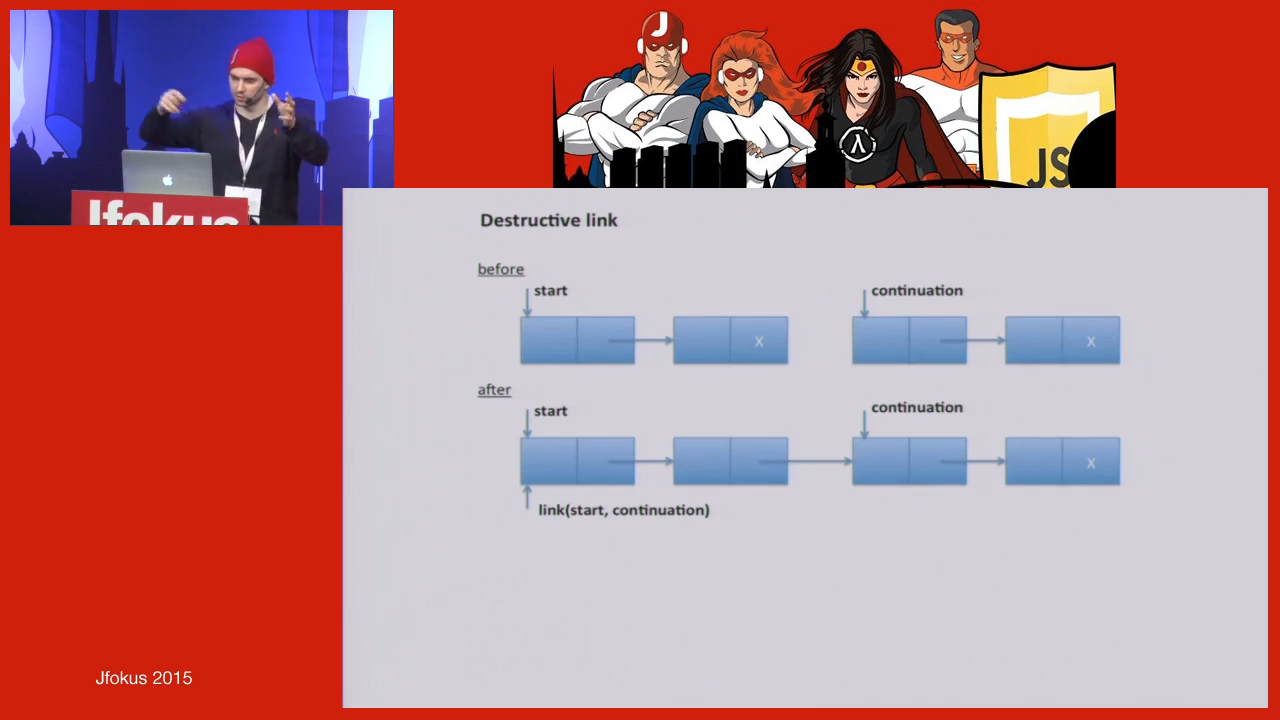 J
λ
JS
Jfokus
Destructive link
before
start
continuation
X
X
after
start
continuation
X
link(start, continuation)
Jfokus 2015